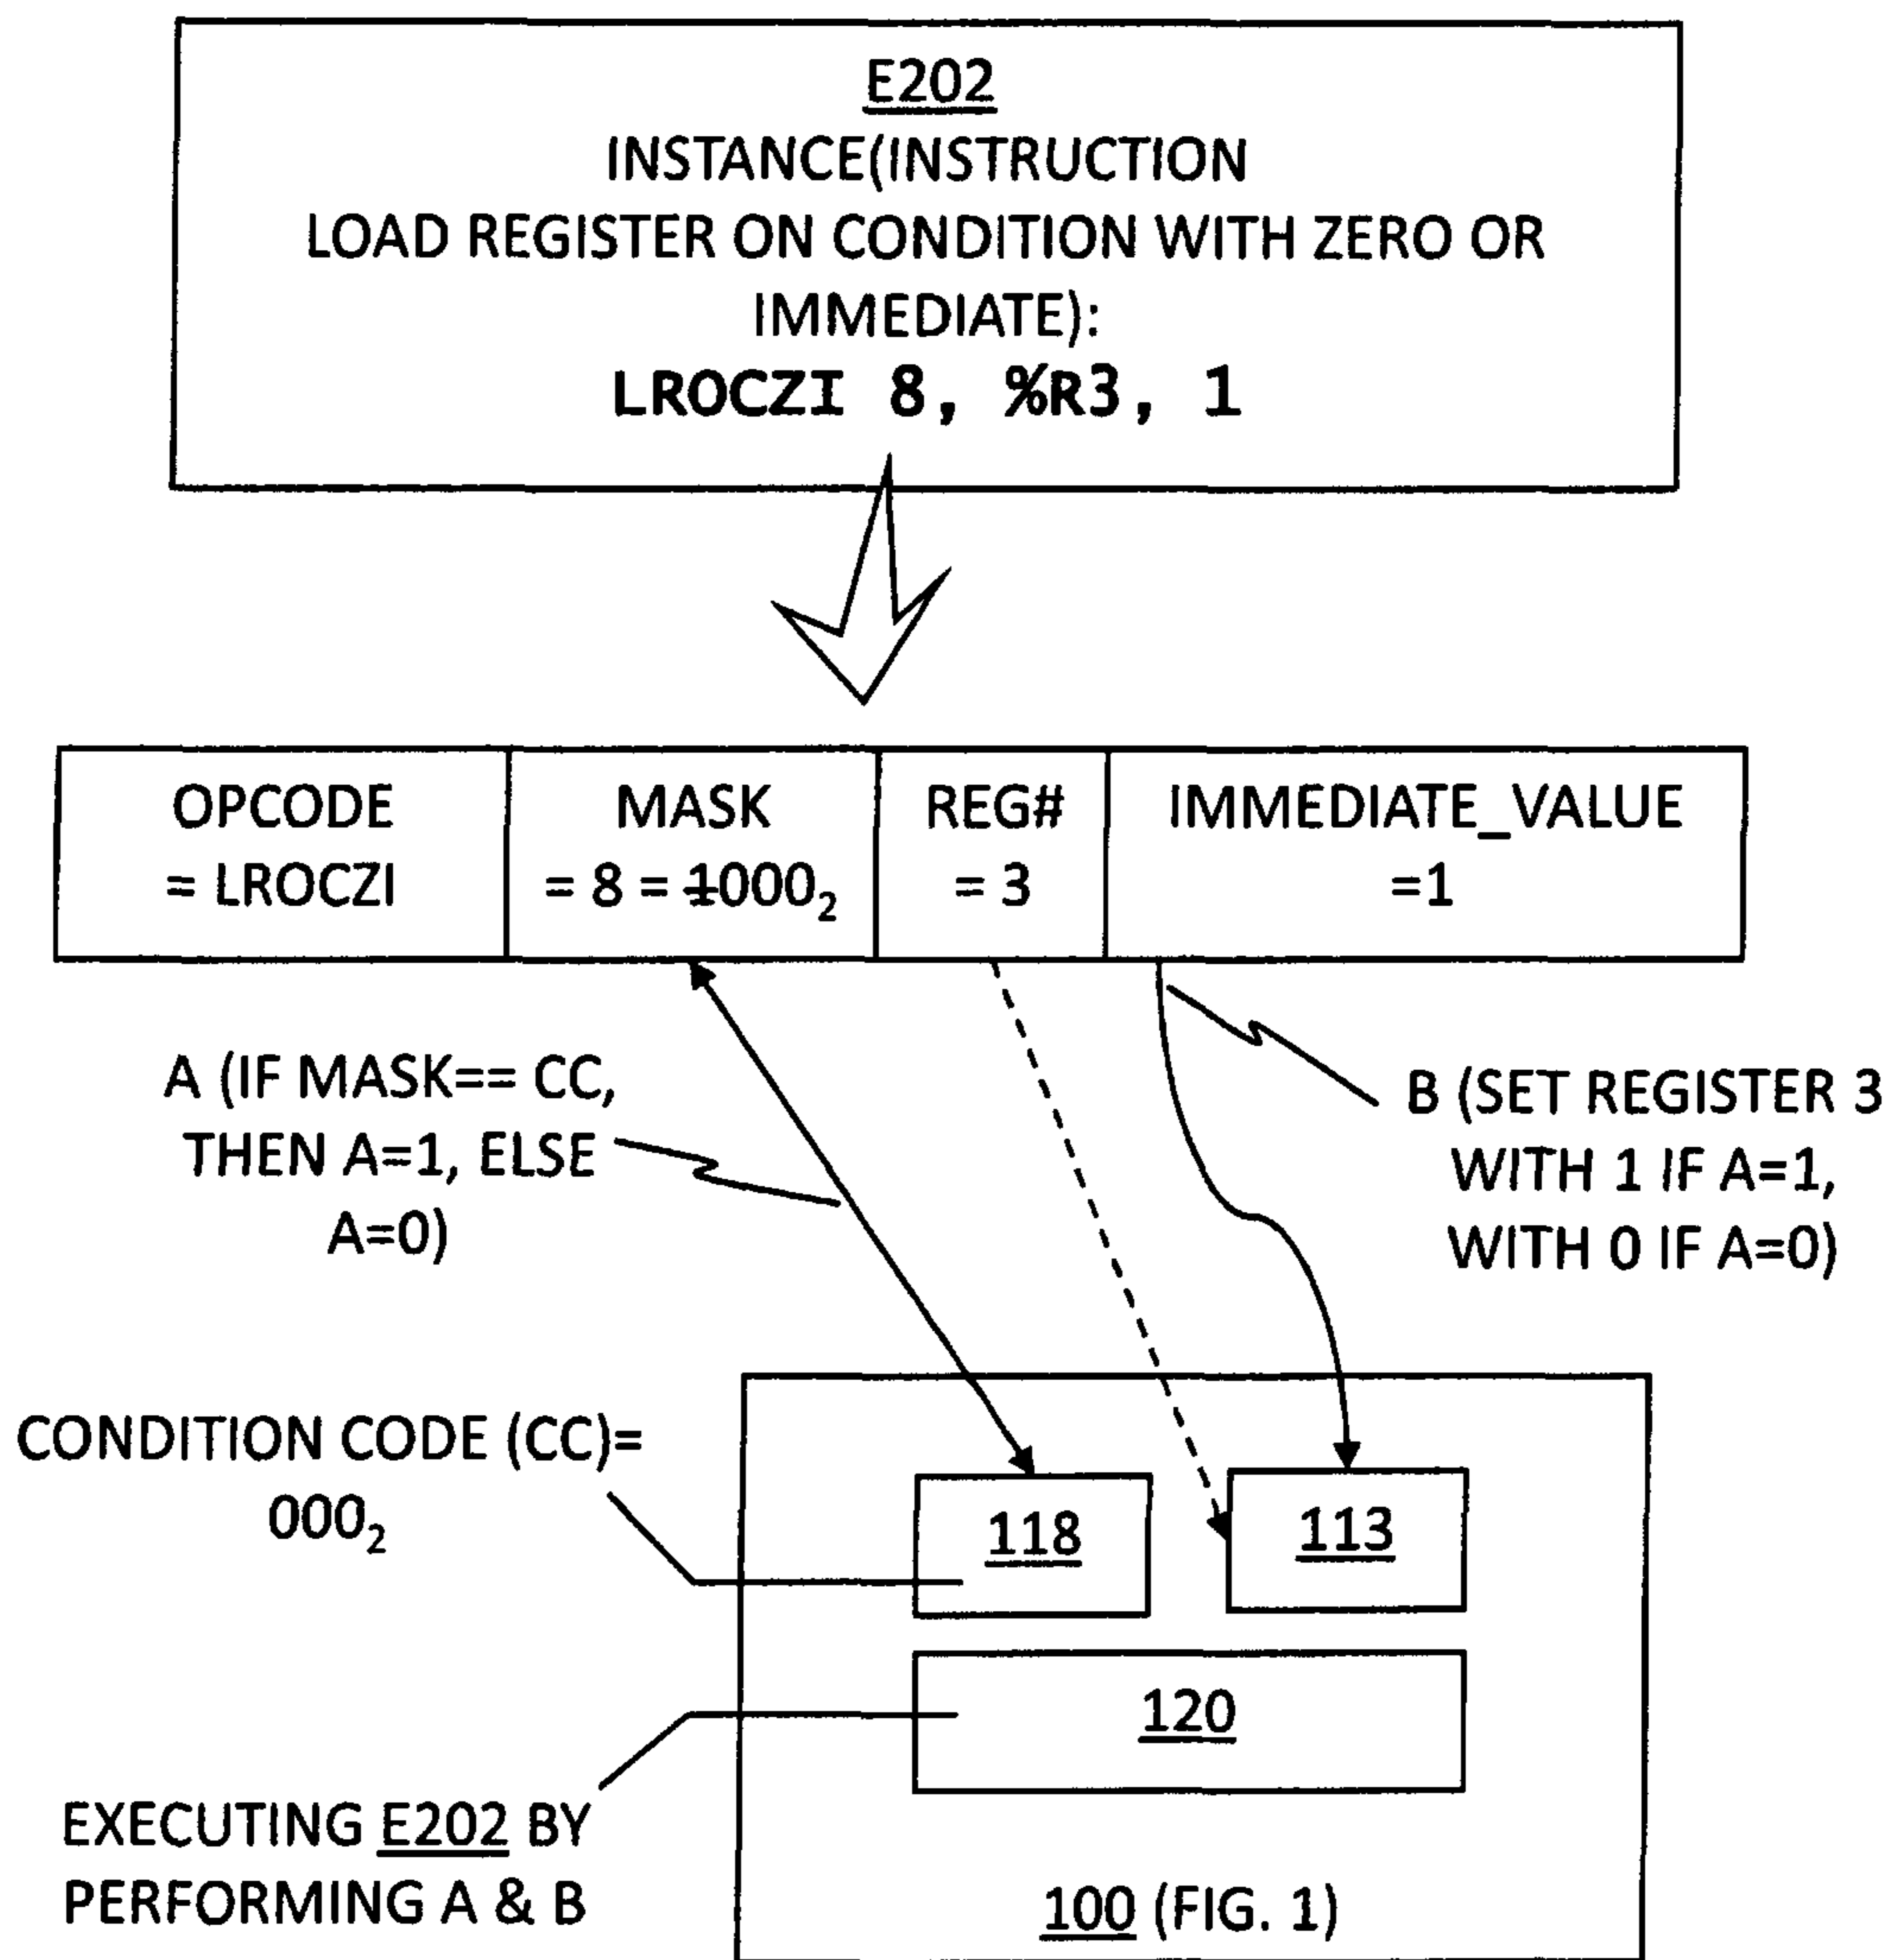 E202
INSTANCE(INSTRUCTION
LOAD REGISTER ON CONDITION WITH ZERO OR
IMMEDIATE):
LROCZI 8, %R3, 1
OPCODE
= LROCZI
MASK
= 8 = 1000₂
REG#
= 3
IMMEDIATE_VALUE
=1
A (IF MASK== CC,
THEN A=1, ELSE
A=0)
B (SET REGISTER 3
WITH 1 IF A=1,
WITH 0 IF A=0)
CONDITION CODE (CC)=
000₂
118
113
120
EXECUTING E202 BY
PERFORMING A & B
100 (FIG. 1)